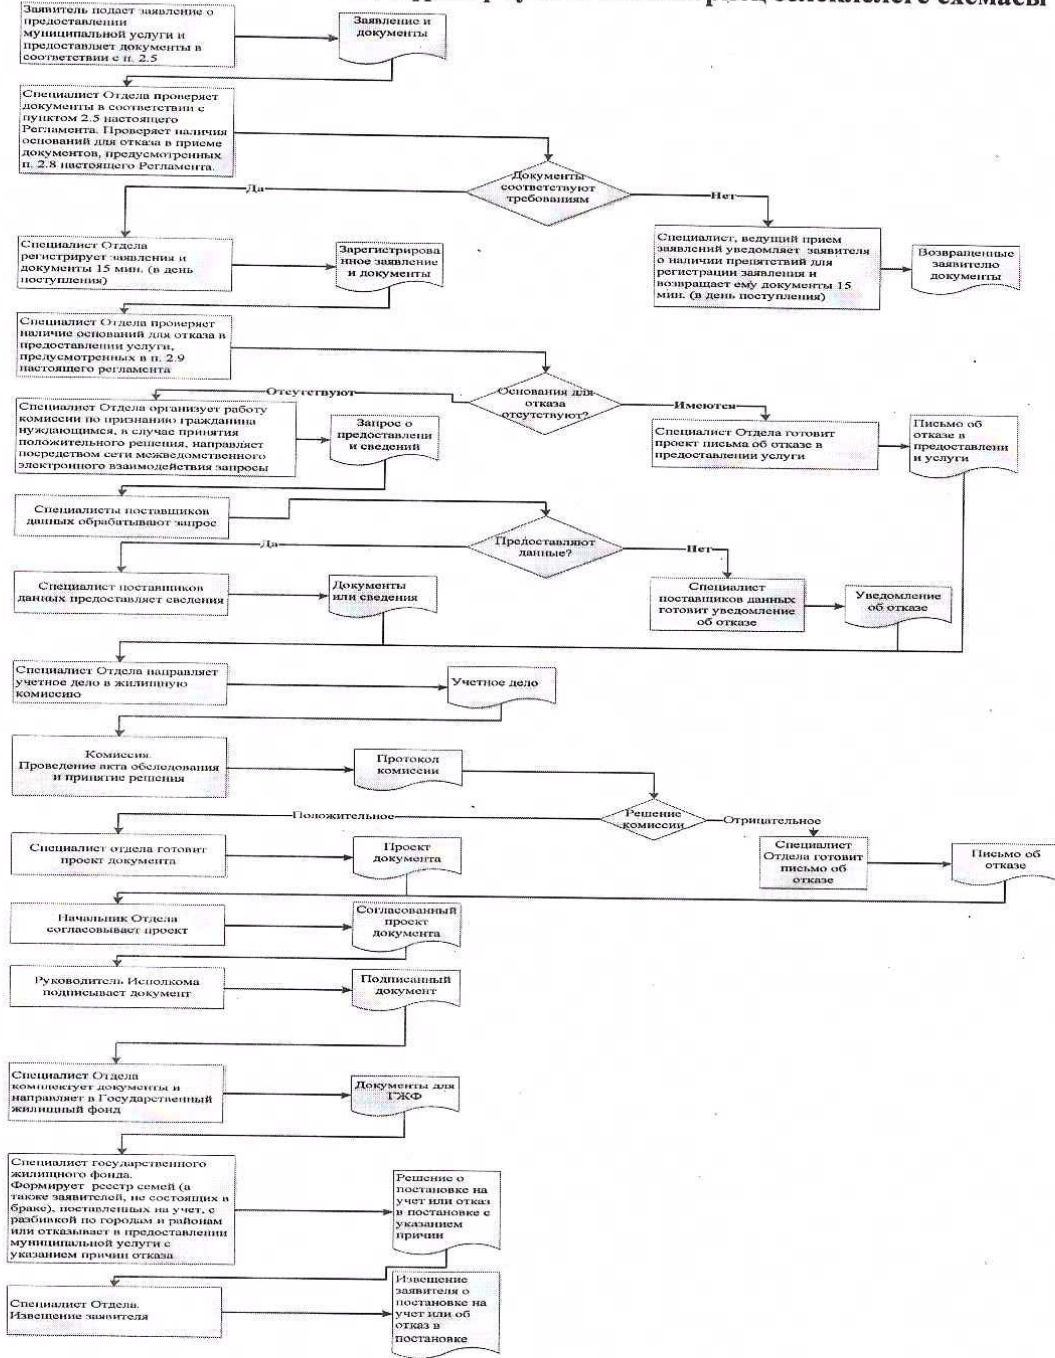 эзлеклелеге схемасы
Заявитель подает заявление о
предоставлении
муниципальной услуги и
предоставляет документы в
соответствии с п. 2.5
Заявление и
документы
Специалист Отдела проверяет
документы в соответствии с
пунктом 2.5 настоящего
Регламента. Проверяет наличия
оснований для отказа в приеме
документов, предусмотренных
п. 2.8 настоящего Регламента.
Документы
соответствуют
требованиям
Да
Нет
Специалист Отдела
регистрирует заявления и
документы 15 мин. (в день
поступления)
Зарегистрирова
нное заявление
и документы
Специалист, ведущий прием
заявлений уведомляет заявителя
о наличии препятствий для
регистрации заявления и
возвращает ему документы 15
мин. (в день поступления)
Возвращенные
заявителю
документы
Специалист Отдела проверяет
наличие оснований для отказа в
предоставлении услуги,
предусмотренных в п. 2.9
настоящего регламента
Основания для
отказа
отсутствуют?
Отсутствуют
Имеются
Специалист Отдела организует работу
комиссии по признанию гражданина
нуждающимся, в случае принятия
положительного решения, направляет
посредством сети межведомственного
электронного взаимодействия запросы
Запрос о
предоставлени
и сведений
Специалист Отдела готовит
проект письма об отказе в
предоставлении услуги
Письмо об
отказе в
предоставлени
и услуги
Специалисты поставщиков
данных обрабатывают запрос
Предоставляют
данные?
Да
Нет
Специалист поставщиков
данных предоставляет сведения
Документы
или сведения
Специалист
поставщиков данных
готовит уведомление
об отказе
Уведомление
об отказе
Специалист Отдела направляет
учетное дело в жилищную
комиссию
Учетное дело
Комиссия.
Проведение акта обследования
и принятие решения
Протокол
комиссии
Решение
комиссии
Положительное
Отрицательное
Специалист отдела готовит
проект документа
Проект
документа
Специалист
Отдела готовит
письмо об
отказе
Письмо об
отказе
Начальник Отдела
согласовывает проект
Согласованный
проект
документа
Руководитель Исполкома
подписывает документ
Подписанный
документ
Специалист Отдела
комплектует документы и
направляет в Государственный
жилищный фонд
Документы для
ГЖФ
Специалист государственного
жилищного фонда.
Формирует реестр семей (а
также заявителей, не состоящих в
браке), поставленных на учет, с
разбивкой по городам и районам
или отказывает в предоставлении
муниципальной услуги с
указанием причин отказа
Решение о
постановке на
учет или отказ
в постановке с
указанием
причин
Специалист Отдела.
Извещение заявителя
Извещение
заявителя о
постановке на
учет или об
отказ в
постановке